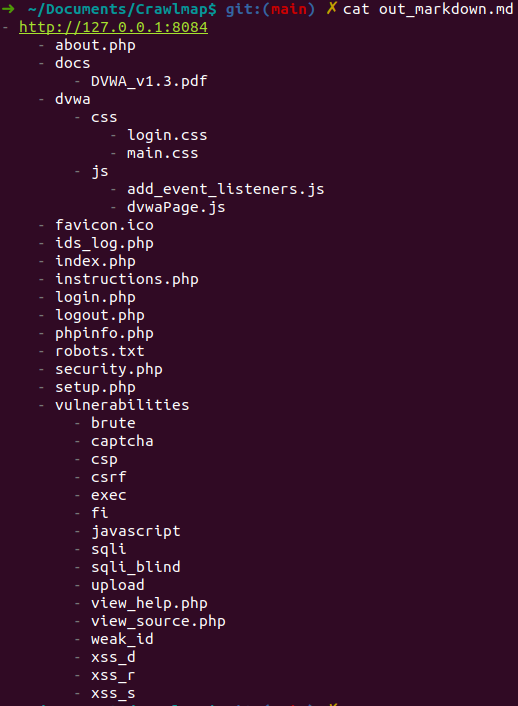 ➜ ~/Documents/Crawlmap$ git:(main) ✗ cat out_markdown.md
- http://127.0.0.1:8084
    - about.php
    - docs
        - DVWA_v1.3.pdf
    - dvwa
        - css
            - login.css
            - main.css
        - js
            - add_event_listeners.js
            - dvwaPage.js
    - favicon.ico
    - ids_log.php
    - index.php
    - instructions.php
    - login.php
    - logout.php
    - phpinfo.php
    - robots.txt
    - security.php
    - setup.php
    - vulnerabilities
        - brute
        - captcha
        - csp
        - csrf
        - exec
        - fi
        - javascript
        - sqli
        - sqli_blind
        - upload
        - view_help.php
        - view_source.php
        - weak_id
        - xss_d
        - xss_r
        - xss_s